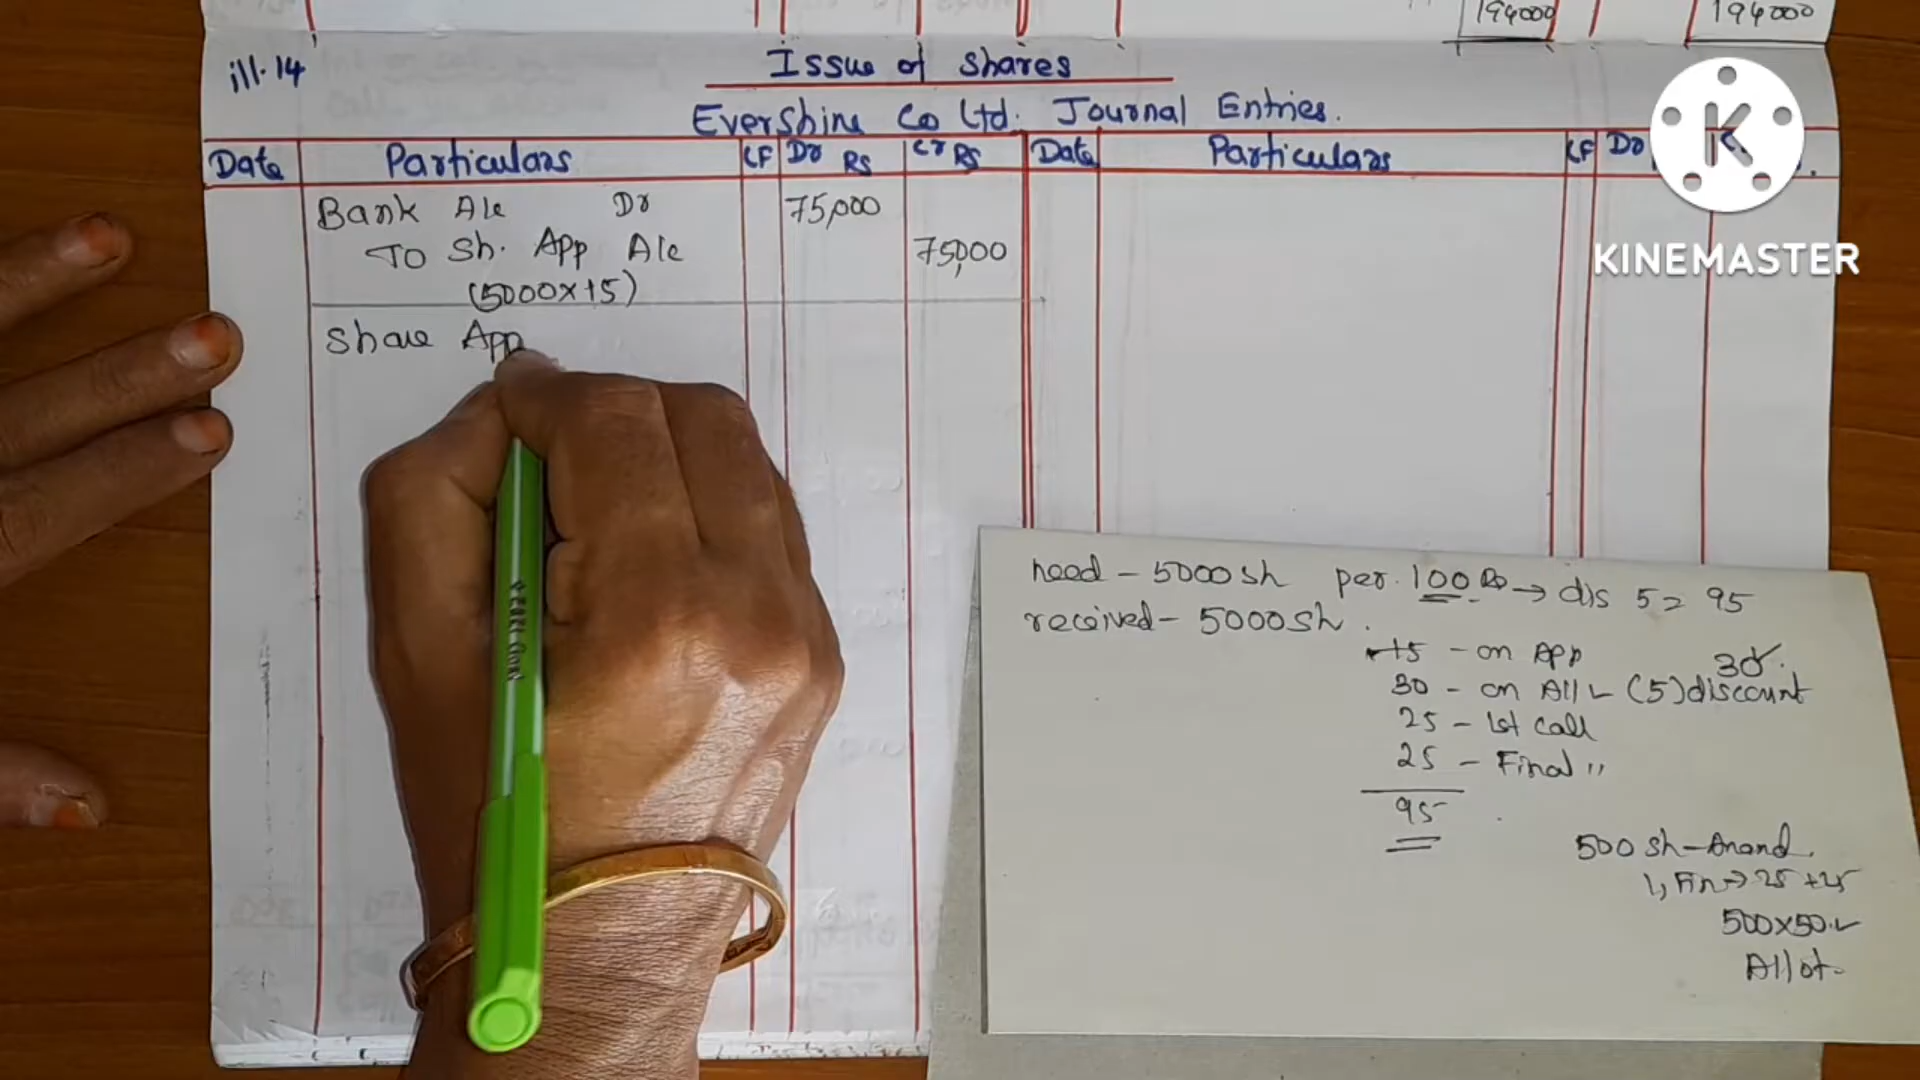 194000 194000
ill.14
Issue of shares
Evershine Co Ltd. Journal Entries.
Date Particulars LF Dr Rs Cr Rs Date Particulars LF Dr
Bank A/c Dr 75,000
To Sh. App A/c 75,000
(5000x15)
Share App
need - 5000 sh per. 100 Rs → dis 5 = 95
received - 5000 sh.
15 - on App
30 - on All (5) discount
30
25 - 1st call
25 - Final "
95
500 sh - Anand.
1, Fin → 25 + 25
500x50
Allot.
K
KINEMASTER